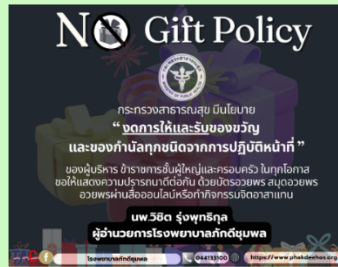 NO Gift Policy
กระทรวงสาธารณสุข มีนโยบาย
“ งดการให้และรับของขวัญ
และของกำนัลทุกชนิดจากการปฏิบัติหน้าที่ ”
ของผู้บริหาร ข้าราชการชั้นผู้ใหญ่และครอบครัว ในทุกโอกาส
ขอให้แสดงความปรารถนาดีต่อกัน ด้วยบัตรอวยพร สมุดอวยพร
อวยพรผ่านสื่อออนไลน์หรือทำกิจกรรมจิตอาสาแทน
นพ.วิชิต รุ่งพุทธิกุล
ผู้อำนวยการโรงพยาบาลภักดีชุมพล
โรงพยาบาลภักดีชุมพล
044133100
https://www.phakdeehos.org